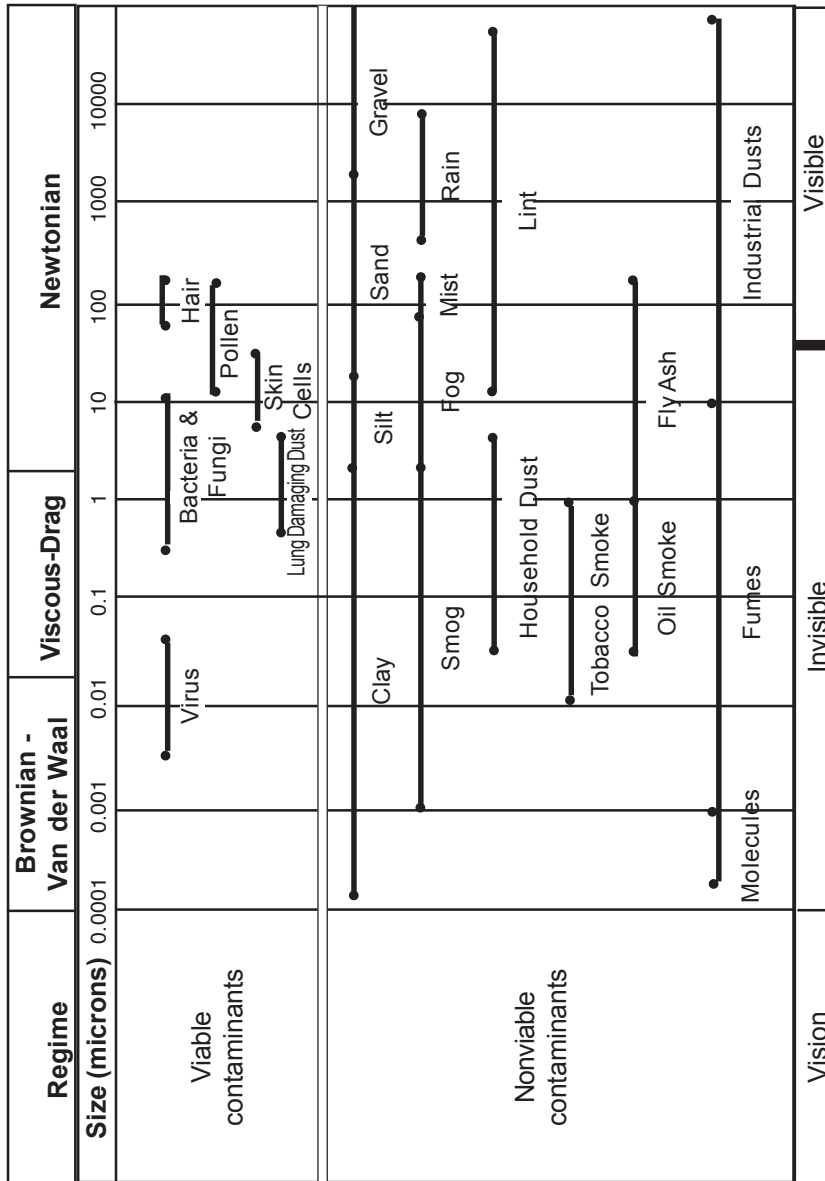 Regime
Brownian -
Van der Waal
Viscous-Drag
Newtonian
Size (microns)
0.0001
0.001
0.01
0.1
1
10
100
1000
10000
Viable
contaminants
Virus
Bacteria &
Fungi
Hair
Pollen
Skin
Cells
Lung Damaging Dust
Nonviable
contaminants
Clay
Silt
Sand
Gravel
Smog
Fog
Mist
Rain
Household Dust
Lint
Tobacco Smoke
Oil Smoke
Fly Ash
Molecules
Fumes
Industrial Dusts
Vision
Invisible
Visible